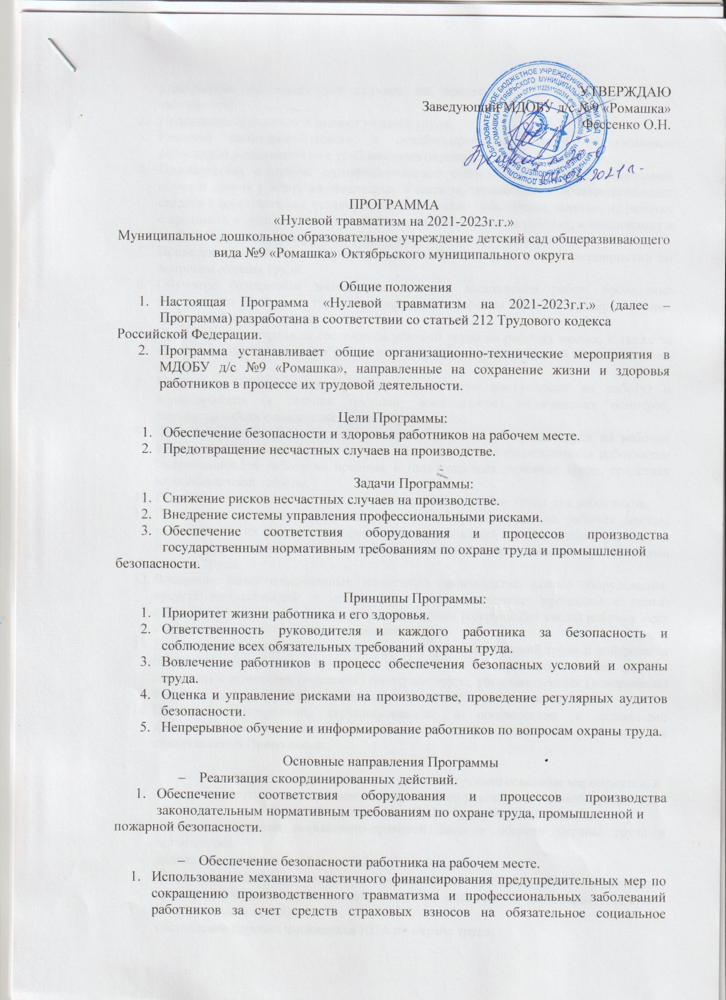 УТВЕРЖДАЮ
Заведующий МДОБУ д/с №9 «Ромашка»
Фессенко О.Н.
03.2021г.
ПРОГРАММА
«Нулевой травматизм на 2021-2023г.г.»
Муниципальное дошкольное образовательное учреждение детский сад общеразвивающего
вида №9 «Ромашка» Октябрьского муниципального округа
Общие положения
1. Настоящая Программа «Нулевой травматизм на 2021-2023г.г.» (далее –
Программа) разработана в соответствии со статьей 212 Трудового кодекса
Российской Федерации.
2. Программа устанавливает общие организационно-технические мероприятия в
МДОБУ д/с №9 «Ромашка», направленные на сохранение жизни и здоровья
работников в процессе их трудовой деятельности.
Цели Программы:
1. Обеспечение безопасности и здоровья работников на рабочем месте.
2. Предотвращение несчастных случаев на производстве.
Задачи Программы:
1. Снижение рисков несчастных случаев на производстве.
2. Внедрение системы управления профессиональными рисками.
3. Обеспечение соответствия оборудования и процессов производства
государственным нормативным требованиям по охране труда и промышленной
безопасности.
Принципы Программы:
1. Приоритет жизни работника и его здоровья.
2. Ответственность руководителя и каждого работника за безопасность и
соблюдение всех обязательных требований охраны труда.
3. Вовлечение работников в процесс обеспечения безопасных условий и охраны
труда.
4. Оценка и управление рисками на производстве, проведение регулярных аудитов
безопасности.
5. Непрерывное обучение и информирование работников по вопросам охраны труда.
Основные направления Программы
– Реализация скоординированных действий.
1. Обеспечение соответствия оборудования и процессов производства
законодательным нормативным требованиям по охране труда, промышленной и
пожарной безопасности.
– Обеспечение безопасности работника на рабочем месте.
1. Использование механизма частичного финансирования предупредительных мер по
сокращению производственного травматизма и профессиональных заболеваний
работников за счет средств страховых взносов на обязательное социальное